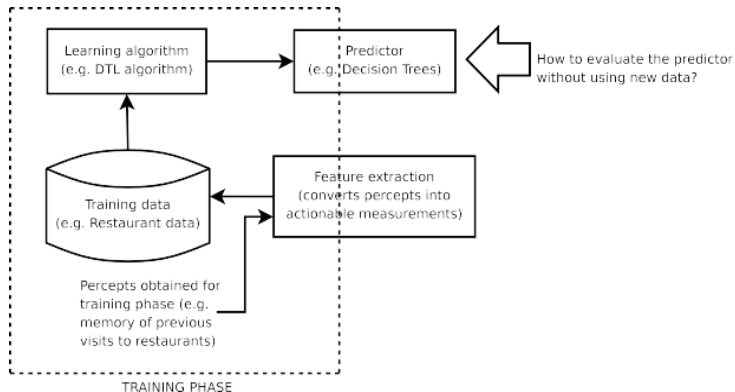 Learning algorithm
(e.g. DTL algorithm)
Predictor
(e.g. Decision Trees)
How to evaluate the predictor
without using new data?
Training data
(e.g. Restaurant data)
Feature extraction
(converts percepts into
actionable measurements)
Percepts obtained for
training phase (e.g.
memory of previous
visits to restaurants)
TRAINING PHASE